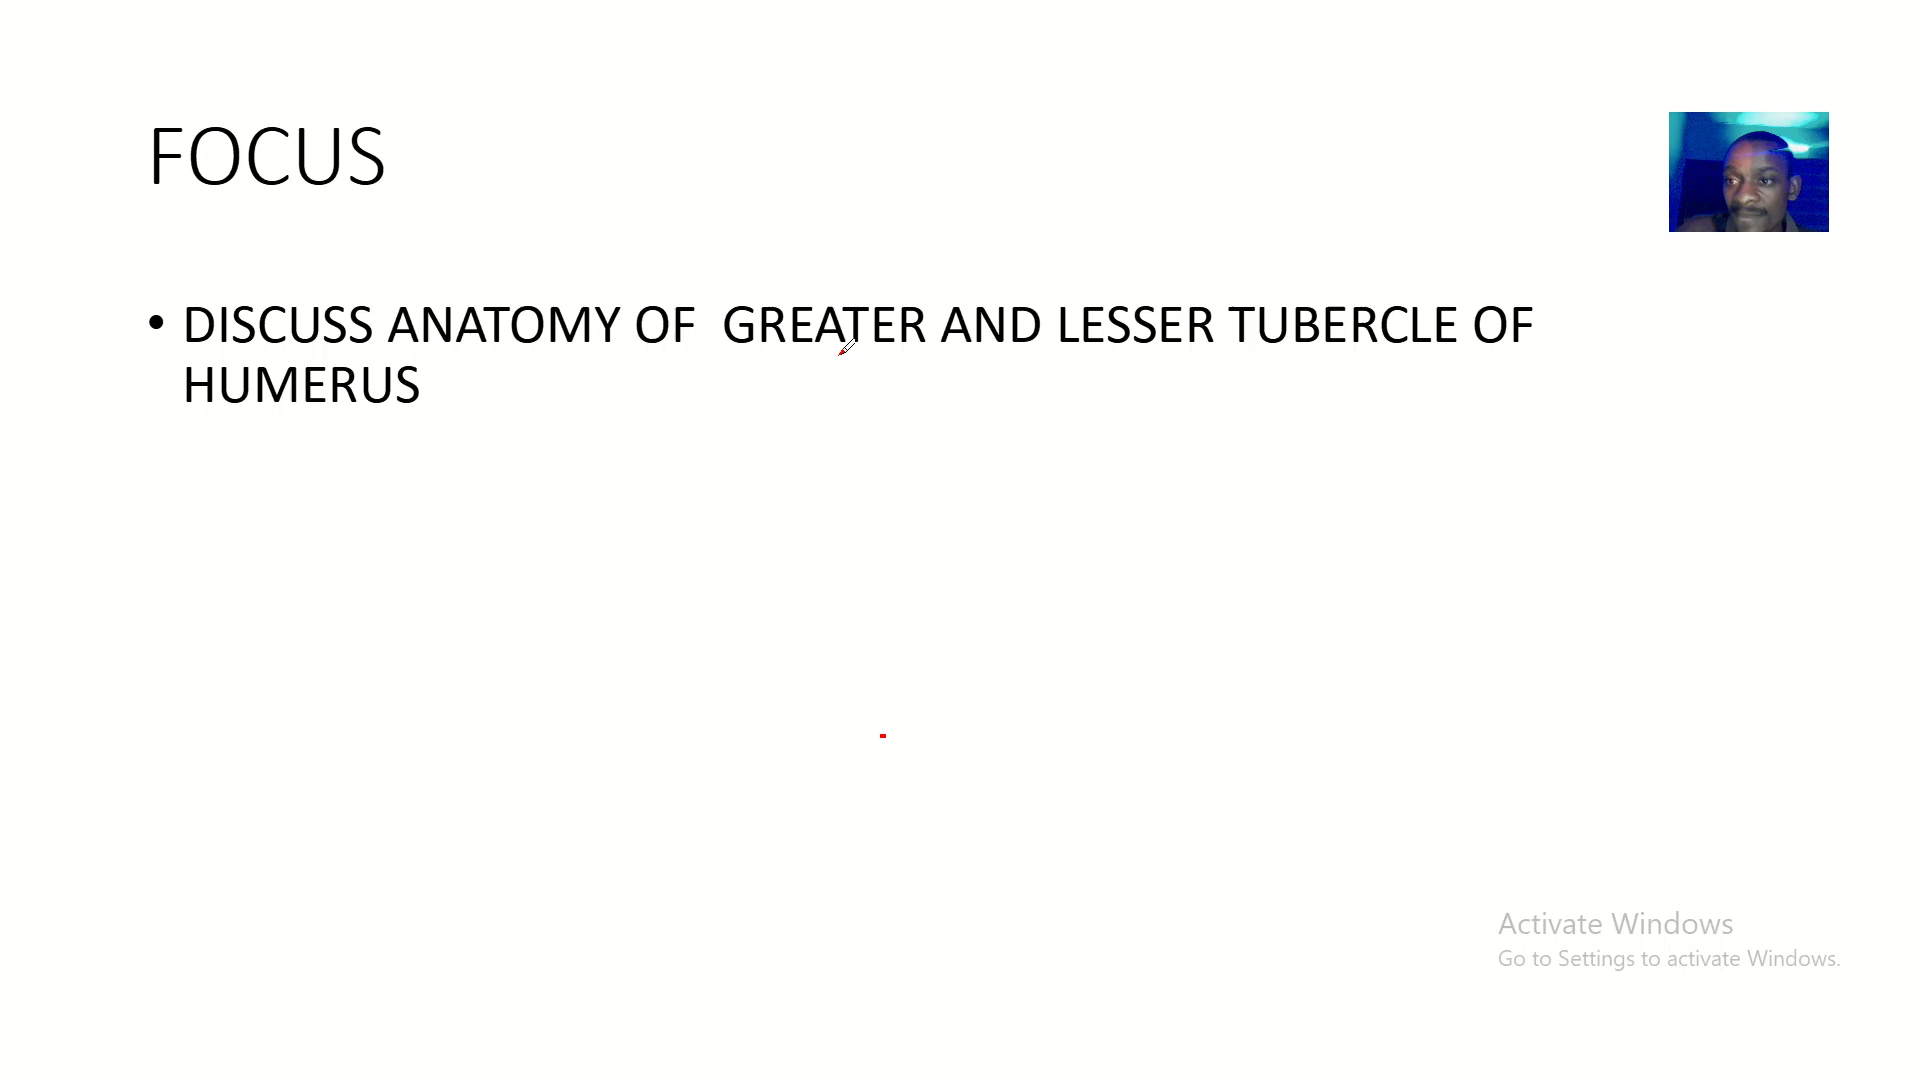 FOCUS
• DISCUSS ANATOMY OF  GREATER AND LESSER TUBERCLE OF
HUMERUS
Activate Windows
Go to Settings to activate Windows.